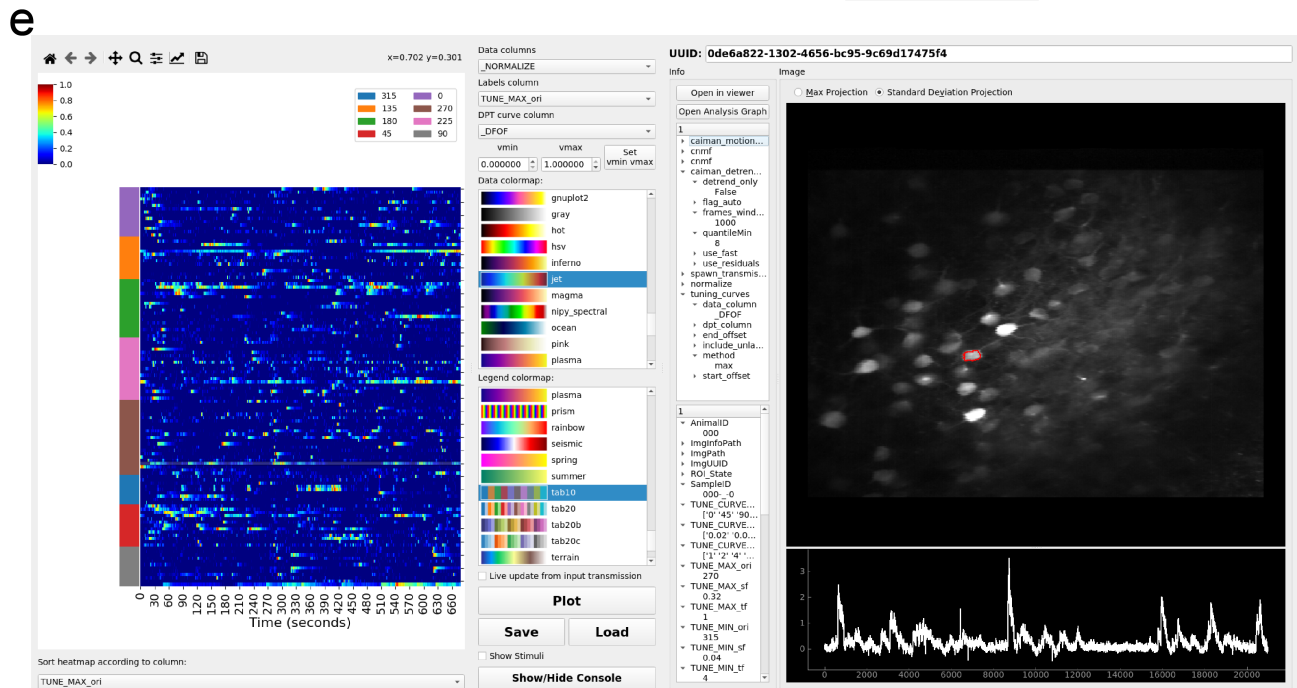 e
x=0.702 y=0.301
1.0
0.8
0.6
0.4
0.2
0.0
315 0
135 270
180 225
45 90
0 30 60 90 120 150 180 210 240 270 300 330 360 390 420 450 480 510 540 570 600 630 660
Time (seconds)
Sort heatmap according to column:
TUNE_MAX_ori
Data columns
_NORMALIZE
Labels column
TUNE_MAX_ori
DPT curve column
_DFOF
vmin vmax
0.000000 1.000000
Set
vmin vmax
Data colormap:
gnuplot2
gray
hot
hsv
inferno
jet
magma
nipy_spectral
ocean
pink
plasma
Legend colormap:
plasma
prism
rainbow
seismic
spring
summer
tab10
tab20
tab20b
tab20c
terrain
Live update from input transmission
Plot
Save Load
Show Stimuli
Show/Hide Console
UUID: 0de6a822-1302-4656-bc95-9c69d17475f4
Info
Open in viewer
Open Analysis Graph
1
caiman_motion...
cnmf
cnmf
caiman_detren...
detrend_only
False
flag_auto
frames_wind...
1000
quantileMin
8
use_fast
use_residuals
spawn_transmis...
normalize
tuning_curves
data_column
_DFOF
dpt_column
end_offset
include_unla...
method
max
start_offset
1
AnimalID
000
ImgInfoPath
ImgPath
ImgUUID
ROI_State
SampleID
000-_-0
TUNE_CURVE...
['0' '45' '90...
TUNE_CURVE...
['0.02' '0.0...
TUNE_CURVE...
['1' '2' '4' '...
TUNE_MAX_ori
270
TUNE_MAX_sf
0.32
TUNE_MAX_tf
1
TUNE_MIN_ori
315
TUNE_MIN_sf
0.04
TUNE_MIN_tf
4
Image
Max Projection Standard Deviation Projection
3
2
1
0
0 2000 4000 6000 8000 10000 12000 14000 16000 18000 20000